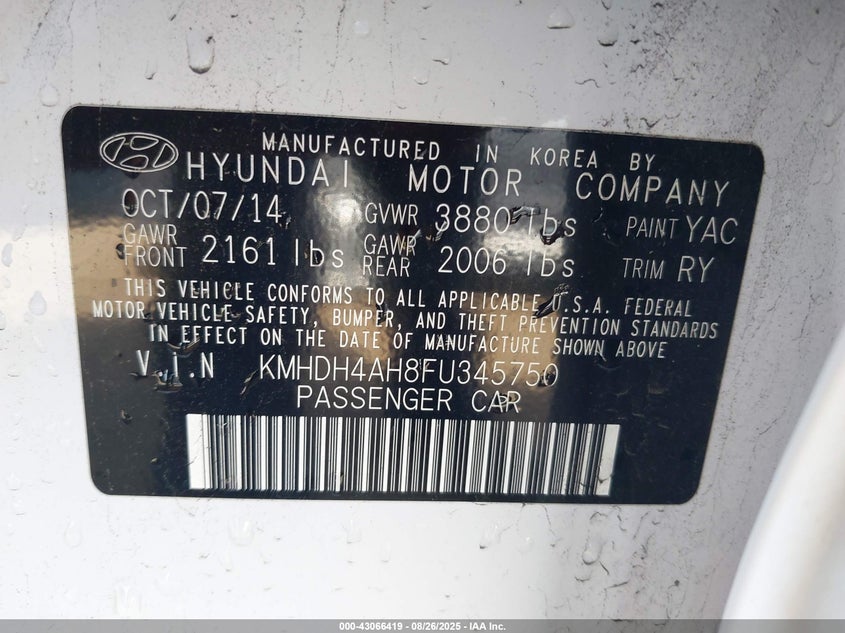 MANUFACTURED IN KOREA BY
HYUNDAI MOTOR COMPANY
OCT/07/14 GVWR 3880 lbs PAINT YAC
GAWR FRONT 2161 lbs GAWR REAR 2006 lbs TRIM RY
THIS VEHICLE CONFORMS TO ALL APPLICABLE U.S.A. FEDERAL
MOTOR VEHICLE SAFETY, BUMPER, AND THEFT PREVENTION STANDARDS
IN EFFECT ON THE DATE OF MANUFACTURE SHOWN ABOVE
V.I.N KMHDH4AH8FU345750
PASSENGER CAR
000-43066419 - 08/26/2025 - IAA Inc.